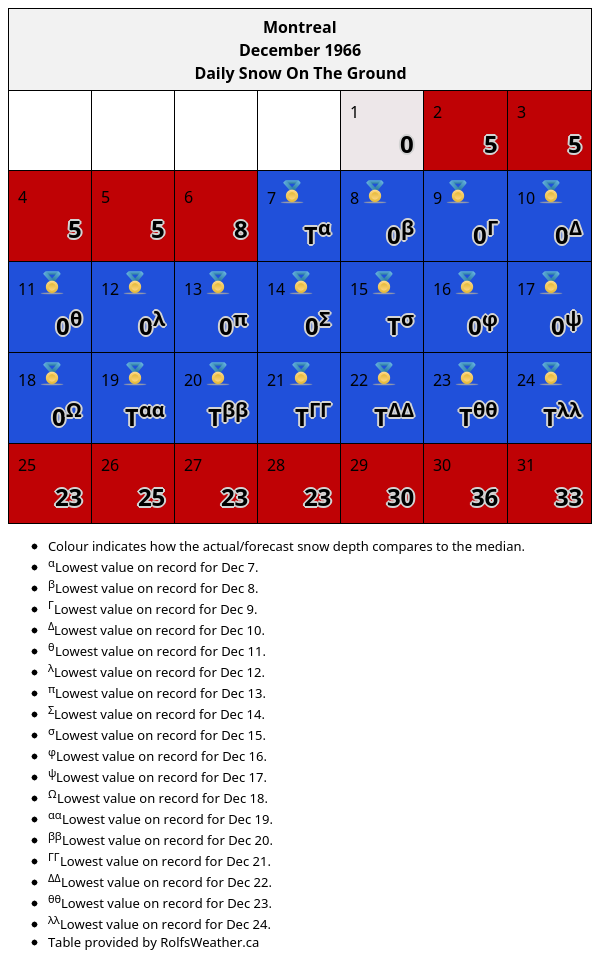 Montreal
December 1966
Daily Snow On The Ground
1 2 3
0 5 5
4 5 6 7 8 9 10
5 5 8 Tα 0β 0Γ 0Δ
11 12 13 14 15 16 17
0θ 0λ 0π 0Σ Tσ 0φ 0ψ
18 19 20 21 22 23 24
0Ω Tαα Tββ TΓΓ TΔΔ Tθθ Tλλ
25 26 27 28 29 30 31
23 25 23 23 30 36 33
• Colour indicates how the actual/forecast snow depth compares to the median.
• αLowest value on record for Dec 7.
• βLowest value on record for Dec 8.
• ΓLowest value on record for Dec 9.
• ΔLowest value on record for Dec 10.
• θLowest value on record for Dec 11.
• λLowest value on record for Dec 12.
• πLowest value on record for Dec 13.
• ΣLowest value on record for Dec 14.
• σLowest value on record for Dec 15.
• φLowest value on record for Dec 16.
• ψLowest value on record for Dec 17.
• ΩLowest value on record for Dec 18.
• ααLowest value on record for Dec 19.
• ββLowest value on record for Dec 20.
• ΓΓLowest value on record for Dec 21.
• ΔΔLowest value on record for Dec 22.
• θθLowest value on record for Dec 23.
• λλLowest value on record for Dec 24.
• Table provided by RolfsWeather.ca